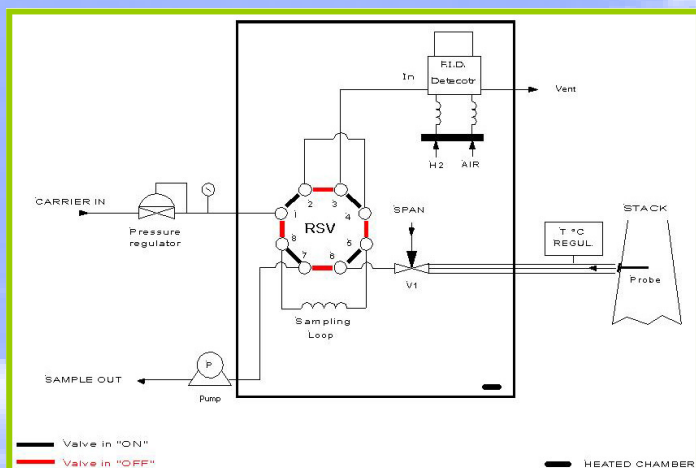 F.I.D.
Detecotr
In
Vent
H2
AIR
CARRIER IN
Pressure
regulator
2
3
1
4
RSV
8
5
7
6
SPAN
V1
T °C
REGUL.
STACK
Probe
Sampling
Loop
SAMPLE OUT
P
Pump
Valve in "ON"
Valve in "OFF"
HEATED CHAMBER